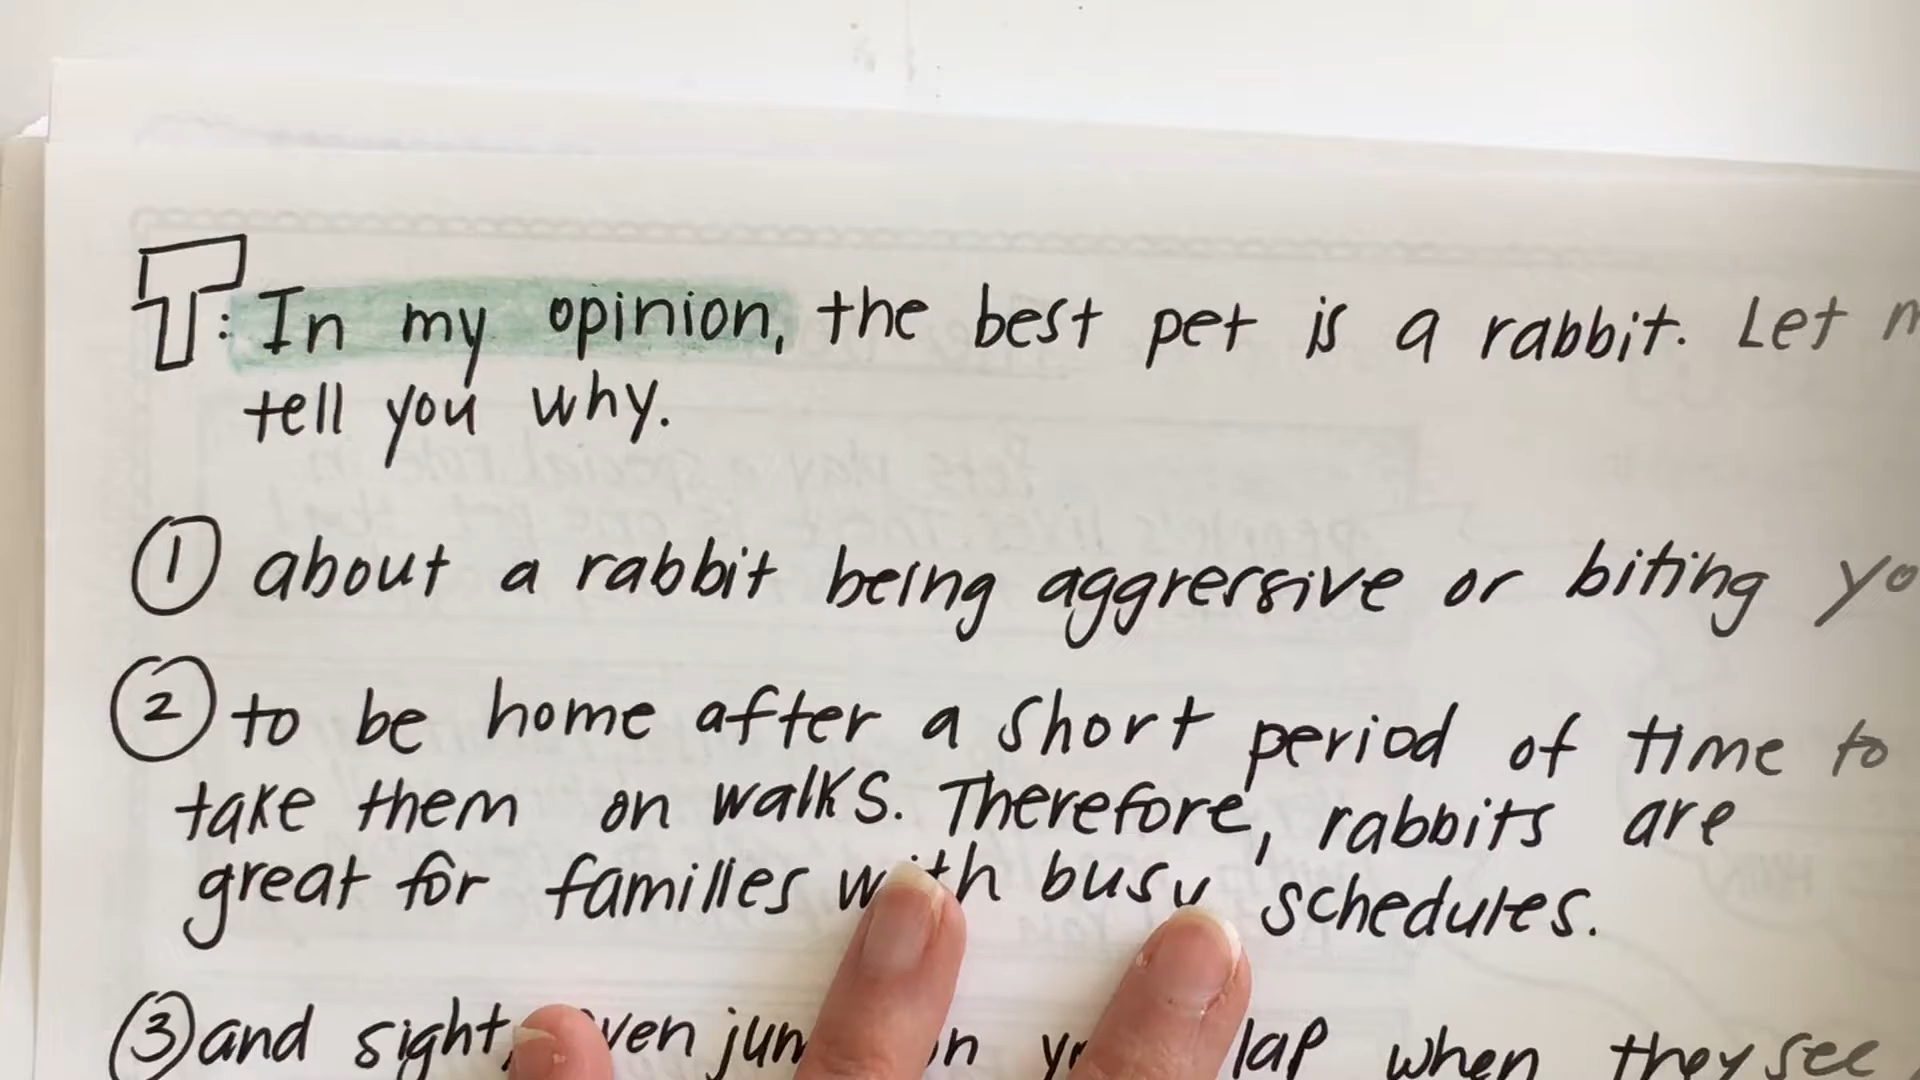 T: In my opinion, the best pet is a rabbit. Let
tell you why.
① about a rabbit being aggressive or biting
② to be home after a short period of time to
take them on walks. Therefore, rabbits are
great for families with busy schedules.
③ and sight, even lap when they see